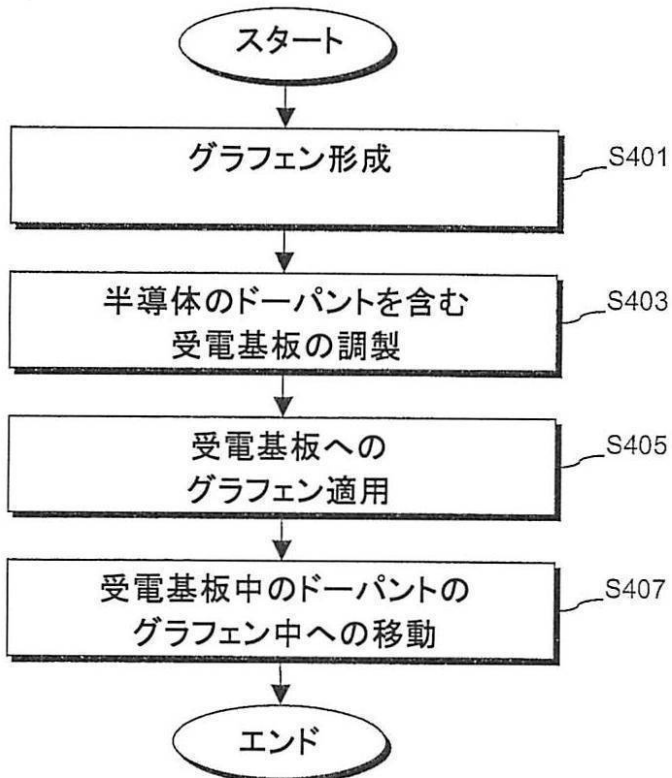 スタート
グラフェン形成
S401
半導体のドーパントを含む
受電基板の調製
S403
受電基板への
グラフェン適用
S405
受電基板中のドーパントの
グラフェン中への移動
S407
エンド